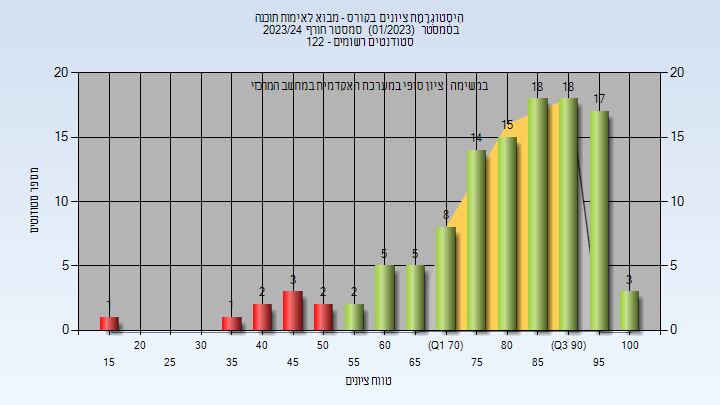 היסטוגרמת ציונים בקורס - מבוא לאימות תוכנה
בסמסטר (01/2023) סמסטר חורף 2023/24
סטודנטים רשומים - 122
במשימה ציון סופי במערכת האקדמית במחשב המרכזי
מספר סטודנטים
20 20
15 15
10 10
5 5
0 0
1 1 2 3 2 2 5 5 8 14 15 18 18 17 3
20 30 40 50 60 (Q1 70) 80 (Q3 90) 100
15 25 35 45 55 65 75 85 95
טווח ציונים